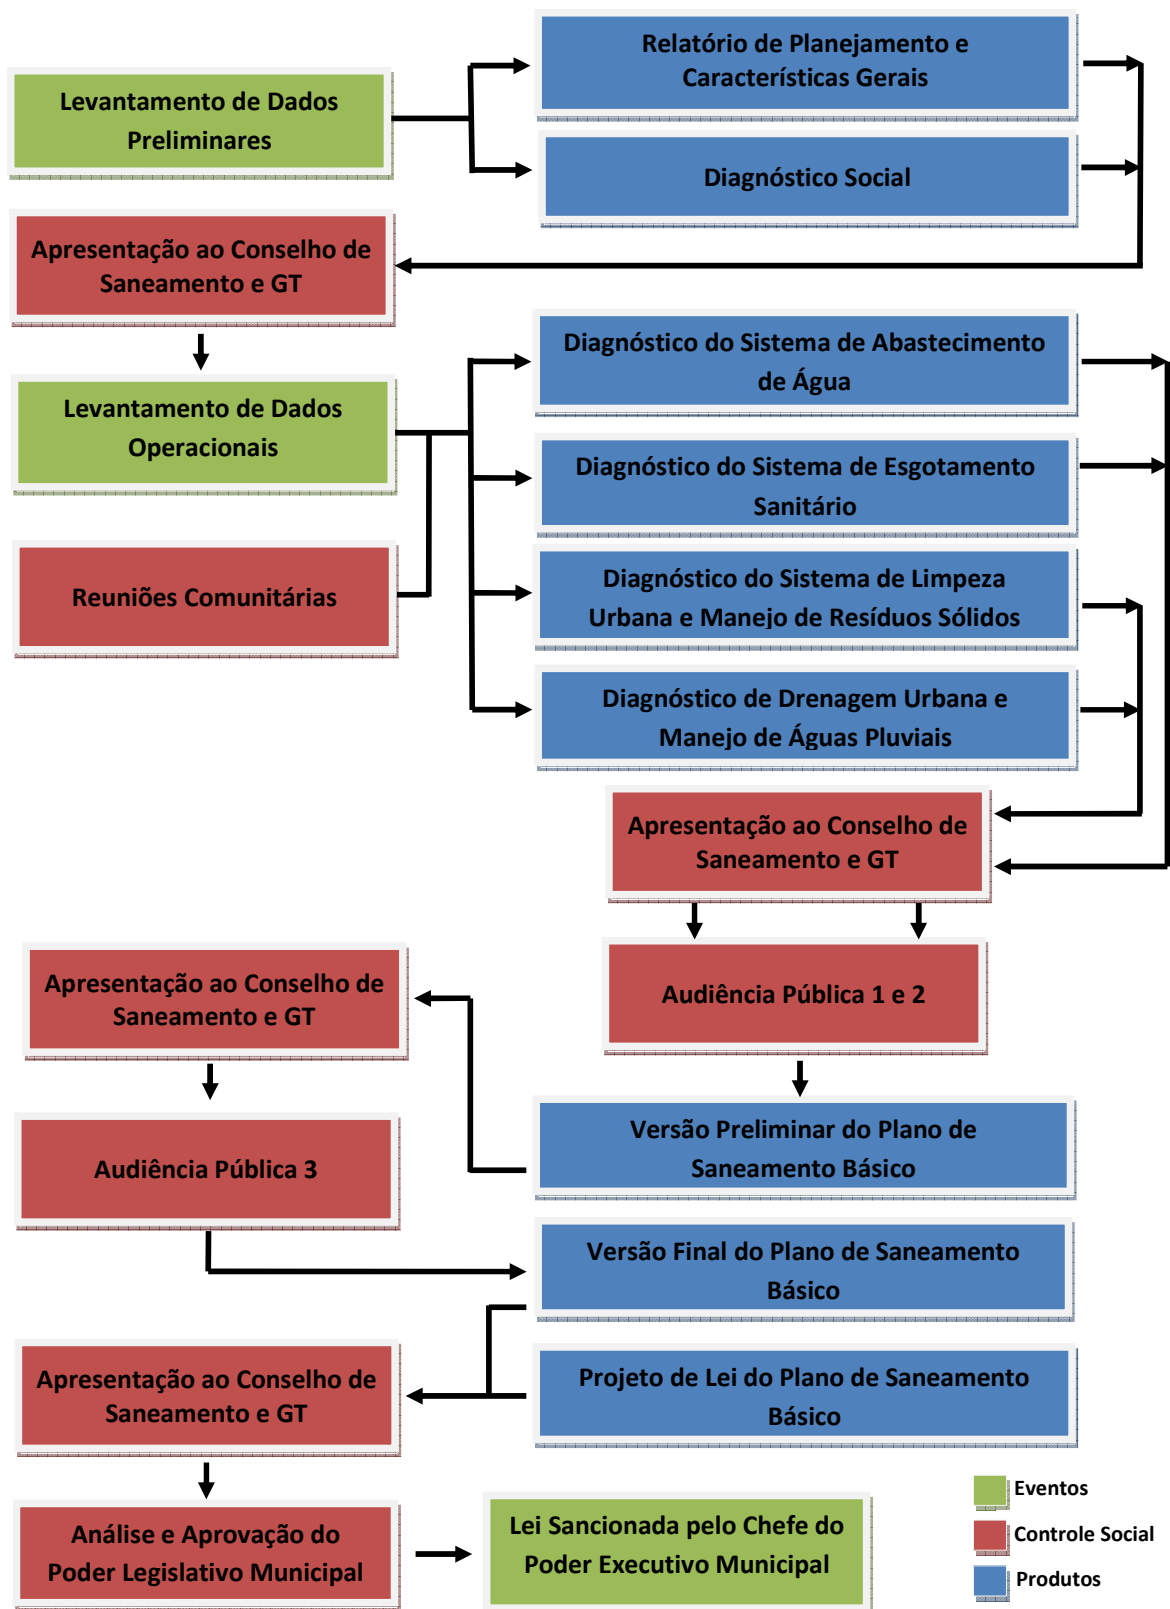 Relatório de Planejamento e
Características Gerais
Levantamento de Dados
Preliminares
Diagnóstico Social
Apresentação ao Conselho de
Saneamento e GT
Diagnóstico do Sistema de Abastecimento
de Água
Levantamento de Dados
Operacionais
Diagnóstico do Sistema de Esgotamento
Sanitário
Reuniões Comunitárias
Diagnóstico do Sistema de Limpeza
Urbana e Manejo de Resíduos Sólidos
Diagnóstico de Drenagem Urbana e
Manejo de Águas Pluviais
Apresentação ao Conselho de
Saneamento e GT
Audiência Pública 1 e 2
Apresentação ao Conselho de
Saneamento e GT
Versão Preliminar do Plano de
Saneamento Básico
Audiência Pública 3
Versão Final do Plano de Saneamento
Básico
Projeto de Lei do Plano de Saneamento
Básico
Apresentação ao Conselho de
Saneamento e GT
Análise e Aprovação do
Poder Legislativo Municipal
Lei Sancionada pelo Chefe do
Poder Executivo Municipal
Eventos
Controle Social
Produtos